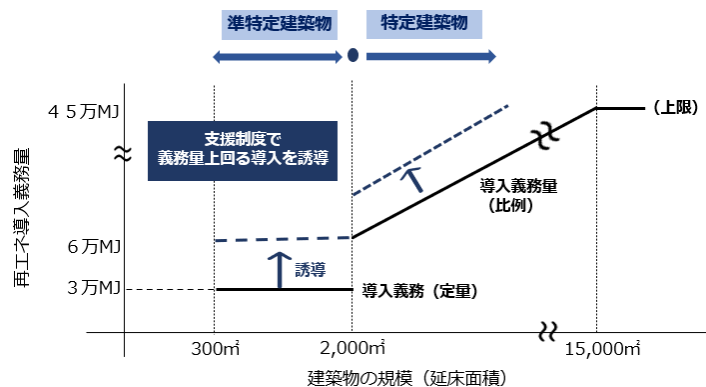 準特定建築物
特定建築物
４５万MJ
（上限）
支援制度で
義務量上回る導入を誘導
導入義務量
（比例）
再エネ導入義務量
６万MJ
誘導
３万MJ
導入義務（定量）
300㎡
2,000㎡
15,000㎡
建築物の規模（延床面積）